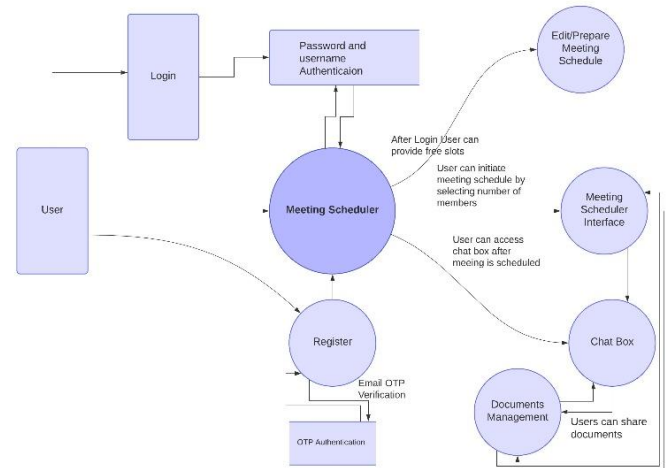 Edit/Prepare
Meeting
Schedule
Password and
username
Authenticaion
Login
After Login User can
provide free slots
User can initiate
meeting schedule by
selecting number of
members
User
Meeting Scheduler
Meeting
Scheduler
Interface
User can access
chat box after
meeing is scheduled
Register
Chat Box
Email OTP
Verification
Documents
Management
Users can share
documents
OTP Authentication